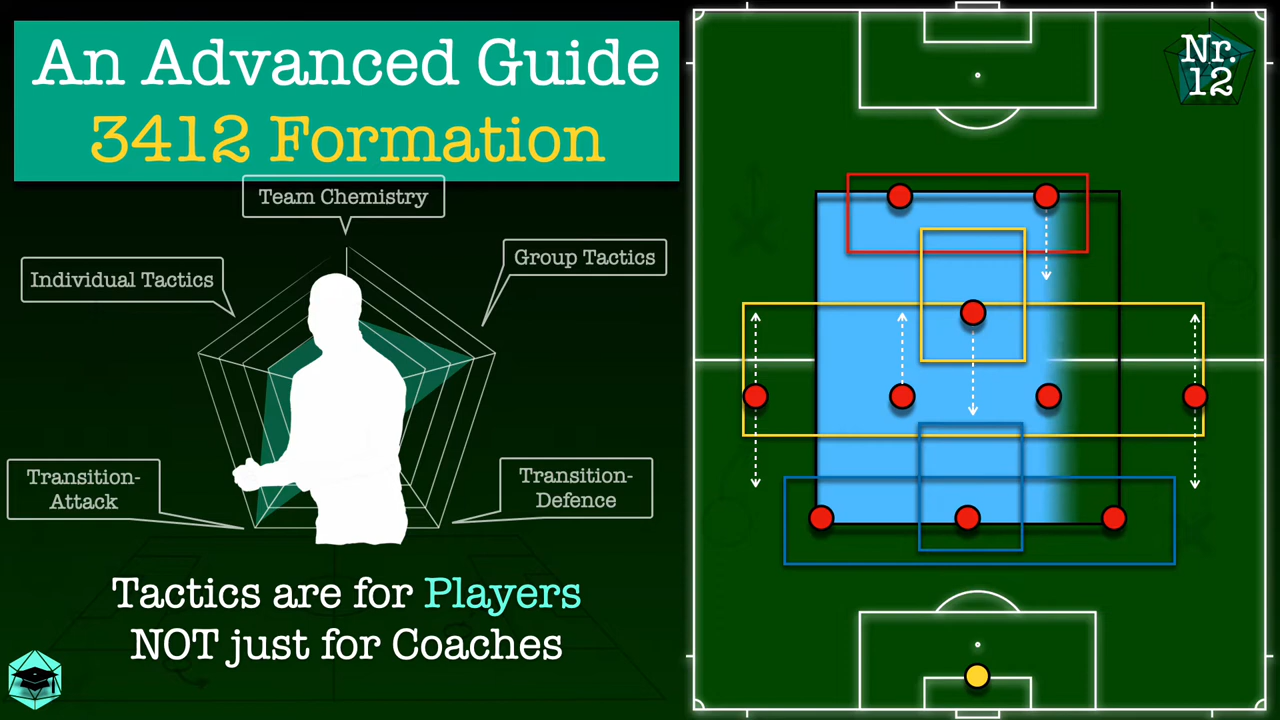 An Advanced Guide
3412 Formation
Team Chemistry
Group Tactics
Individual Tactics
Transition-
Attack
Transition-
Defence
Tactics are for Players
NOT just for Coaches
Nr.
12